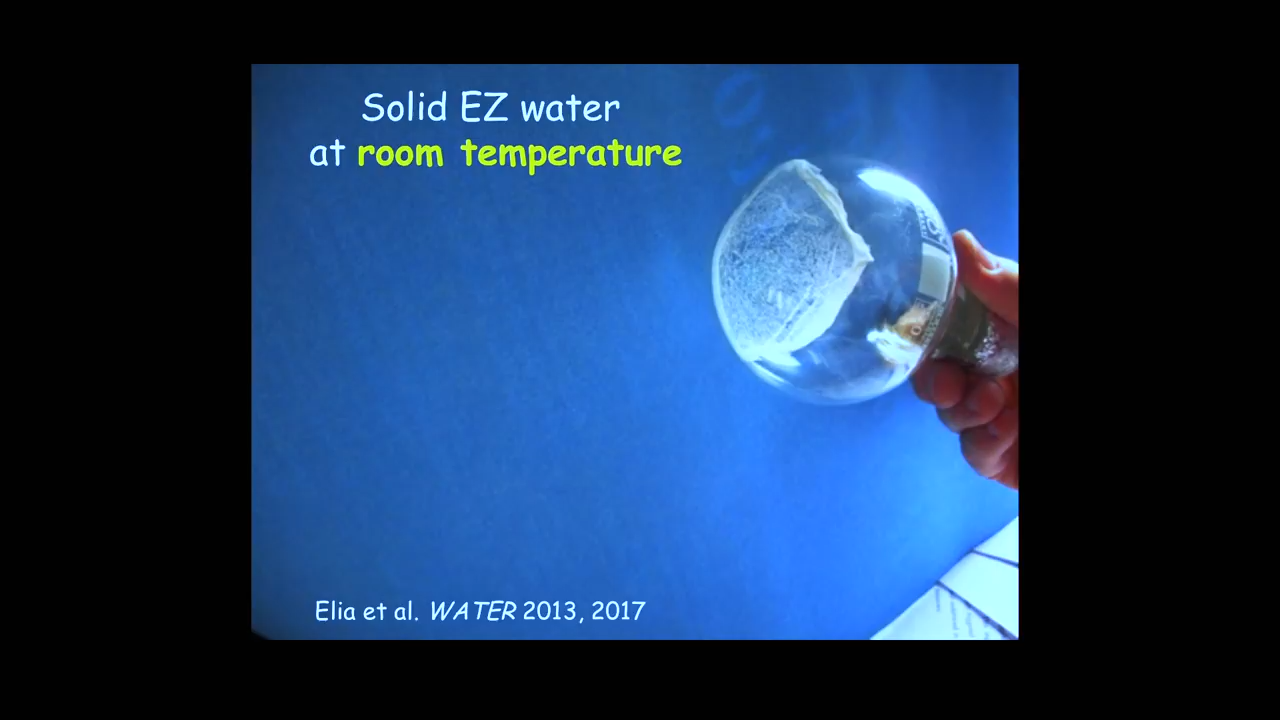 Solid EZ water
at room temperature
Elia et al. WATER 2013, 2017